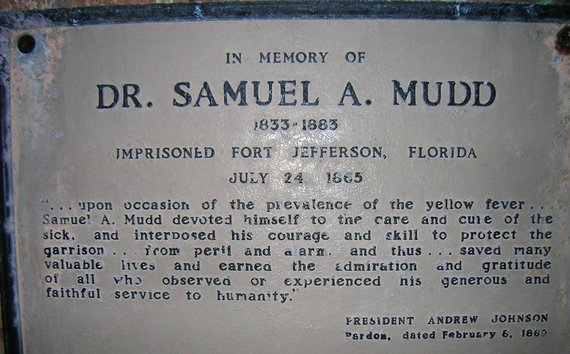 IN MEMORY OF
DR. SAMUEL A. MUDD
1833-1883
IMPRISONED FORT JEFFERSON, FLORIDA
JULY 24 1865
"...upon occasion of the prevalence of the yellow fever...
Samuel A. Mudd devoted himself to the care and cure of the
sick, and interposed his courage and skill to protect the
garrison... from peril and alarm, and thus... saved many
valuable lives and earned the admiration and gratitude
of all who observed or experienced his generous and
faithful service to humanity."
PRESIDENT ANDREW JOHNSON
Pardon, dated February 8, 1869